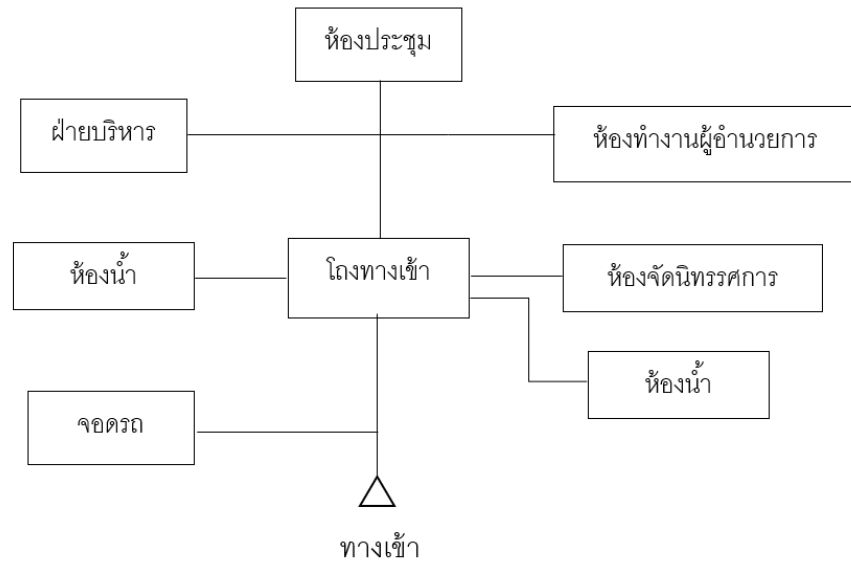 ห้องประชุม
ฝ่ายบริหาร
ห้องทำงานผู้อำนวยการ
ห้องน้ำ
โถงทางเข้า
ห้องจัดนิทรรศการ
ห้องน้ำ
จอดรถ
ทางเข้า